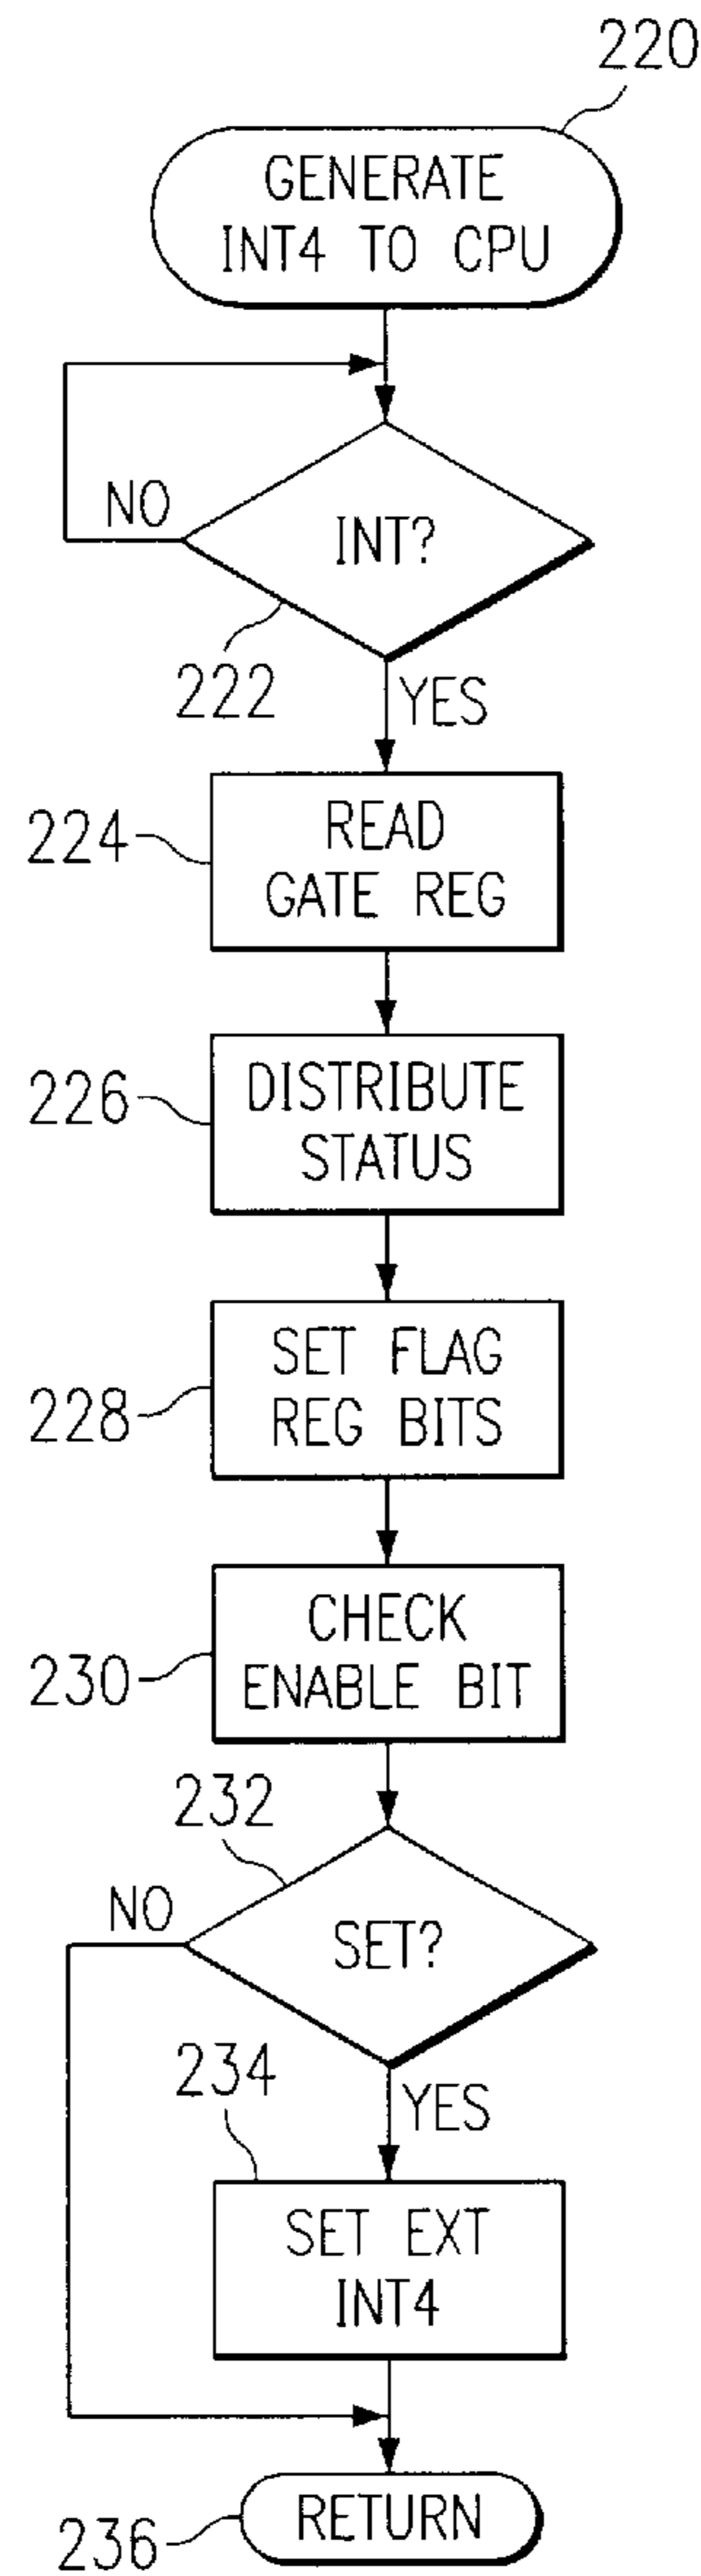 220
GENERATE
INT4 TO CPU
NO
INT?
222
YES
224
READ
GATE REG
226
DISTRIBUTE
STATUS
228
SET FLAG
REG BITS
230
CHECK
ENABLE BIT
232
NO
SET?
234
YES
SET EXT
INT4
RETURN
236